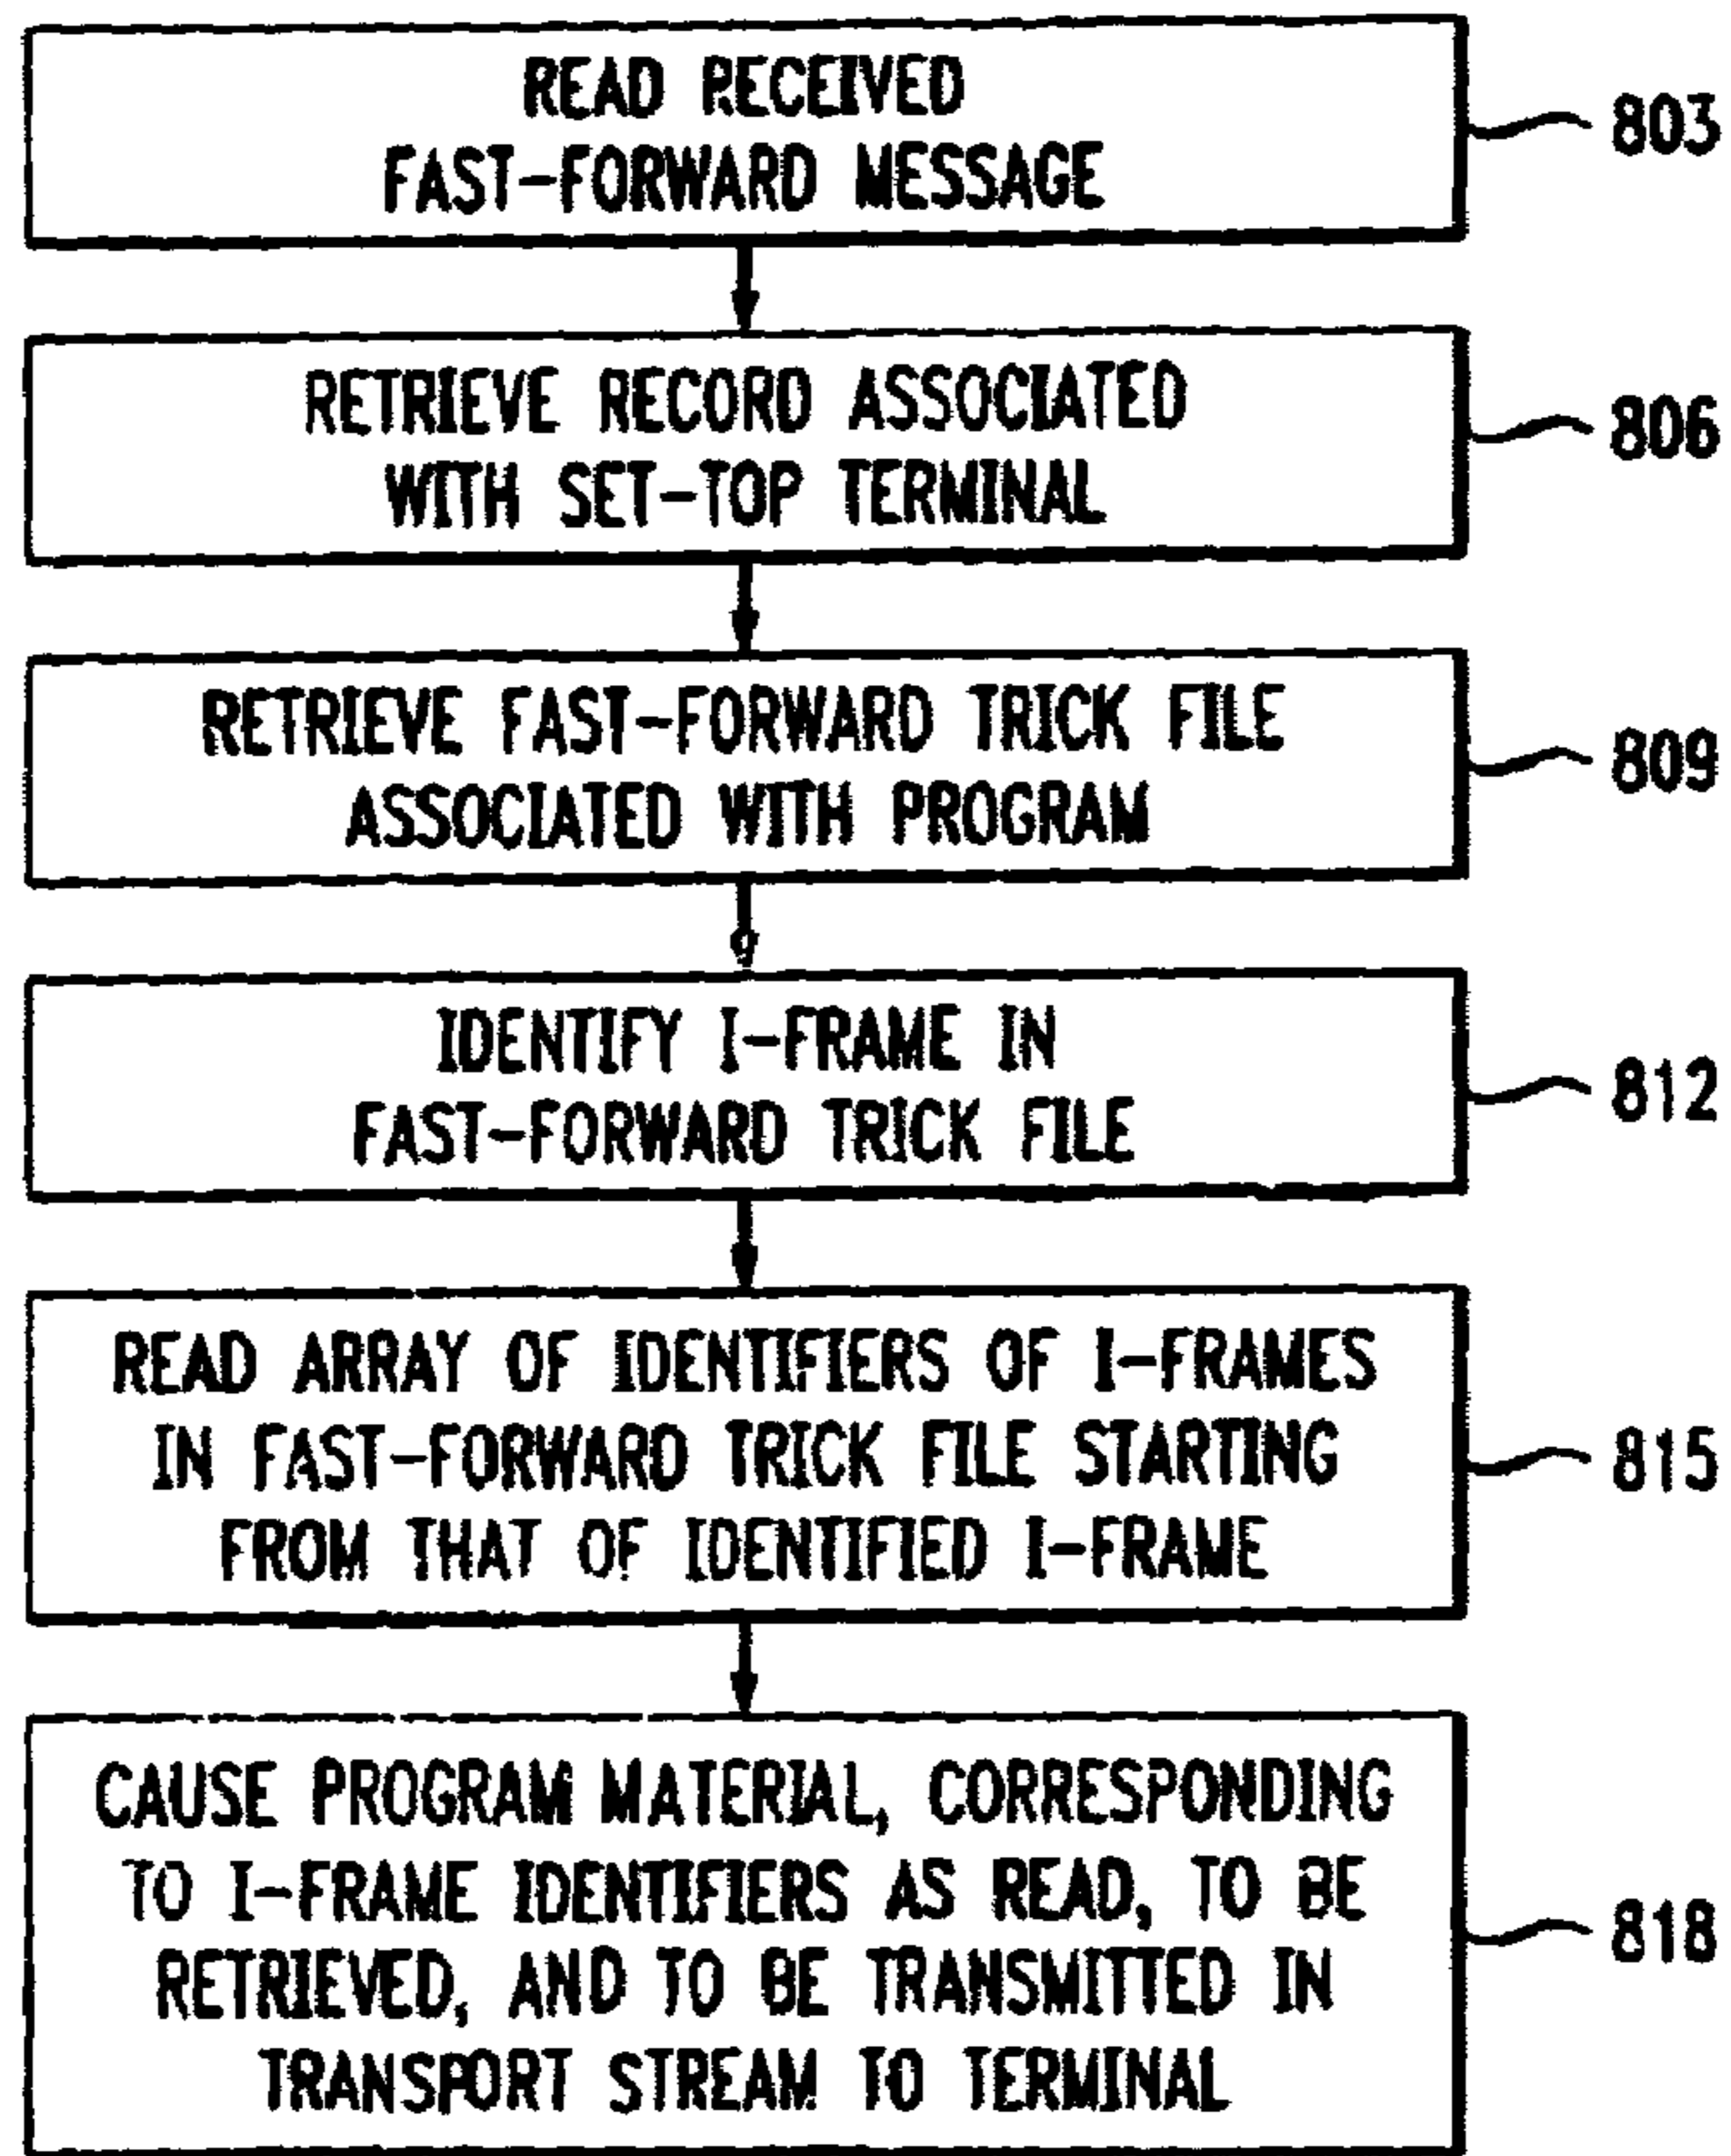 READ RECEIVED
FAST-FORWARD MESSAGE
803
RETRIEVE RECORD ASSOCIATED
WITH SET-TOP TERMINAL
806
RETRIEVE FAST-FORWARD TRICK FILE
ASSOCIATED WITH PROGRAM
809
IDENTIFY I-FRAME IN
FAST-FORWARD TRICK FILE
812
READ ARRAY OF IDENTIFIERS OF I-FRAMES
IN FAST-FORWARD TRICK FILE STARTING
FROM THAT OF IDENTIFIED I-FRAME
815
CAUSE PROGRAM MATERIAL, CORRESPONDING
TO I-FRAME IDENTIFIERS AS READ, TO BE
RETRIEVED, AND TO BE TRANSMITTED IN
TRANSPORT STREAM TO TERMINAL
818